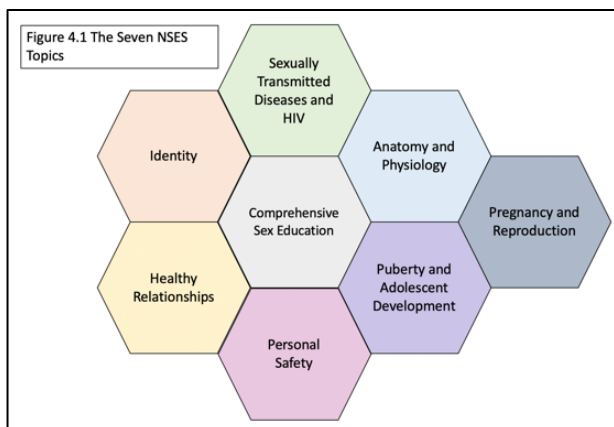 Figure 4.1 The Seven NSES
Topics
Sexually
Transmitted
Diseases and
HIV
Identity
Anatomy and
Physiology
Comprehensive
Sex Education
Pregnancy and
Reproduction
Healthy
Relationships
Puberty and
Adolescent
Development
Personal
Safety